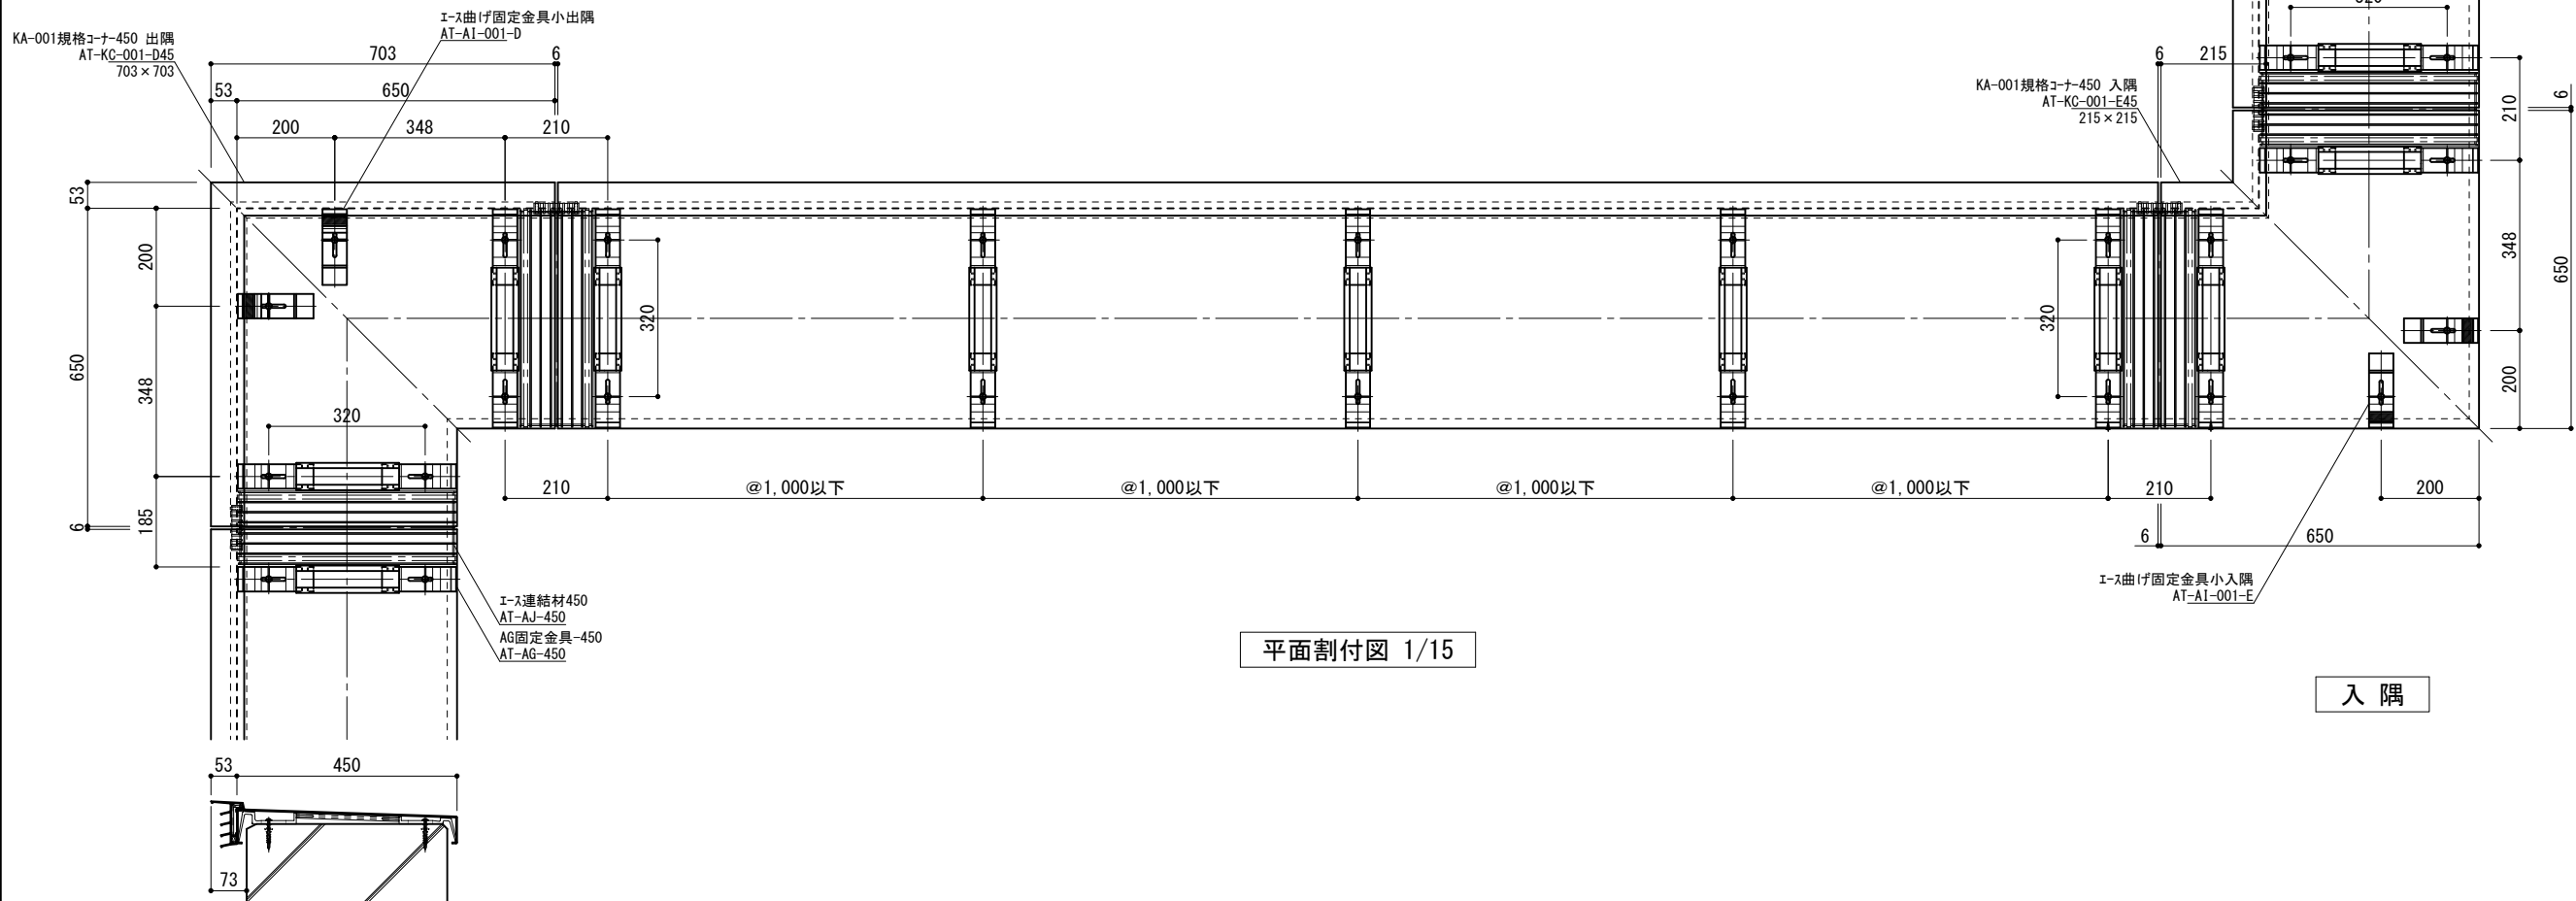 エース曲げ固定金具小出隅
AT-AI-001-D
KA-001規格コーナー450 出隅
AT-KC-001-D45
703×703
703
6
53
650
200
348
210
53
200
650
348
6
185
320
320
210
@1,000以下
@1,000以下
@1,000以下
@1,000以下
210
320
6
215
KA-001規格コーナー450 入隅
AT-KC-001-E45
215×215
210
6
348
650
200
200
6
650
エース曲げ固定金具小入隅
AT-AI-001-E
エース連結材450
AT-AJ-450
AG固定金具-450
AT-AG-450
平面割付図 1/15
入 隅
53
450
73